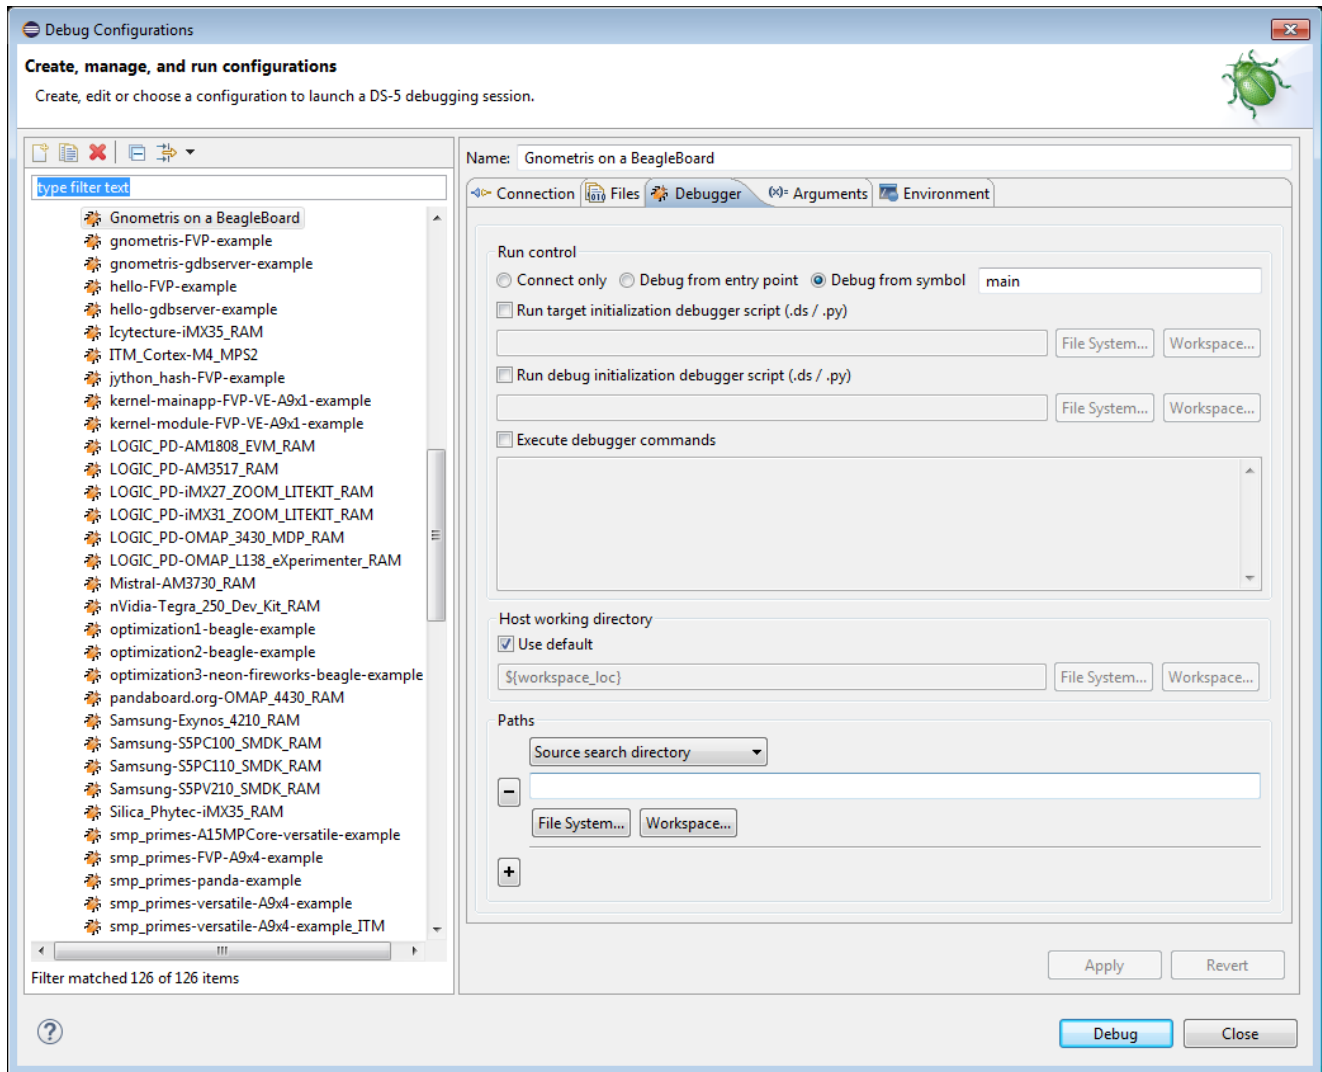 Debug Configurations
Create, manage, and run configurations
Create, edit or choose a configuration to launch a DS-5 debugging session.
type filter text
Gnometris on a BeagleBoard
gnometris-FVP-example
gnometris-gdbserver-example
hello-FVP-example
hello-gdbserver-example
Icytecture-iMX35_RAM
ITM_Cortex-M4_MPS2
jython_hash-FVP-example
kernel-mainapp-FVP-VE-A9x1-example
kernel-module-FVP-VE-A9x1-example
LOGIC_PD-AM1808_EVM_RAM
LOGIC_PD-AM3517_RAM
LOGIC_PD-iMX27_ZOOM_LITEKIT_RAM
LOGIC_PD-iMX31_ZOOM_LITEKIT_RAM
LOGIC_PD-OMAP_3430_MDP_RAM
LOGIC_PD-OMAP_L138_eXperimenter_RAM
Mistral-AM3730_RAM
nVidia-Tegra_250_Dev_Kit_RAM
optimization1-beagle-example
optimization2-beagle-example
optimization3-neon-fireworks-beagle-example
pandaboard.org-OMAP_4430_RAM
Samsung-Exynos_4210_RAM
Samsung-S5PC100_SMDK_RAM
Samsung-S5PC110_SMDK_RAM
Samsung-S5PV210_SMDK_RAM
Silica_Phytec-iMX35_RAM
smp_primes-A15MPCore-versatile-example
smp_primes-FVP-A9x4-example
smp_primes-panda-example
smp_primes-versatile-A9x4-example
smp_primes-versatile-A9x4-example_ITM
Filter matched 126 of 126 items
Name: Gnometris on a BeagleBoard
Connection Files Debugger (x)= Arguments Environment
Run control
Connect only Debug from entry point Debug from symbol main
Run target initialization debugger script (.ds / .py)
File System... Workspace...
Run debug initialization debugger script (.ds / .py)
File System... Workspace...
Execute debugger commands
Host working directory
Use default
${workspace_loc} File System... Workspace...
Paths
Source search directory
File System... Workspace...
Apply Revert
Debug Close